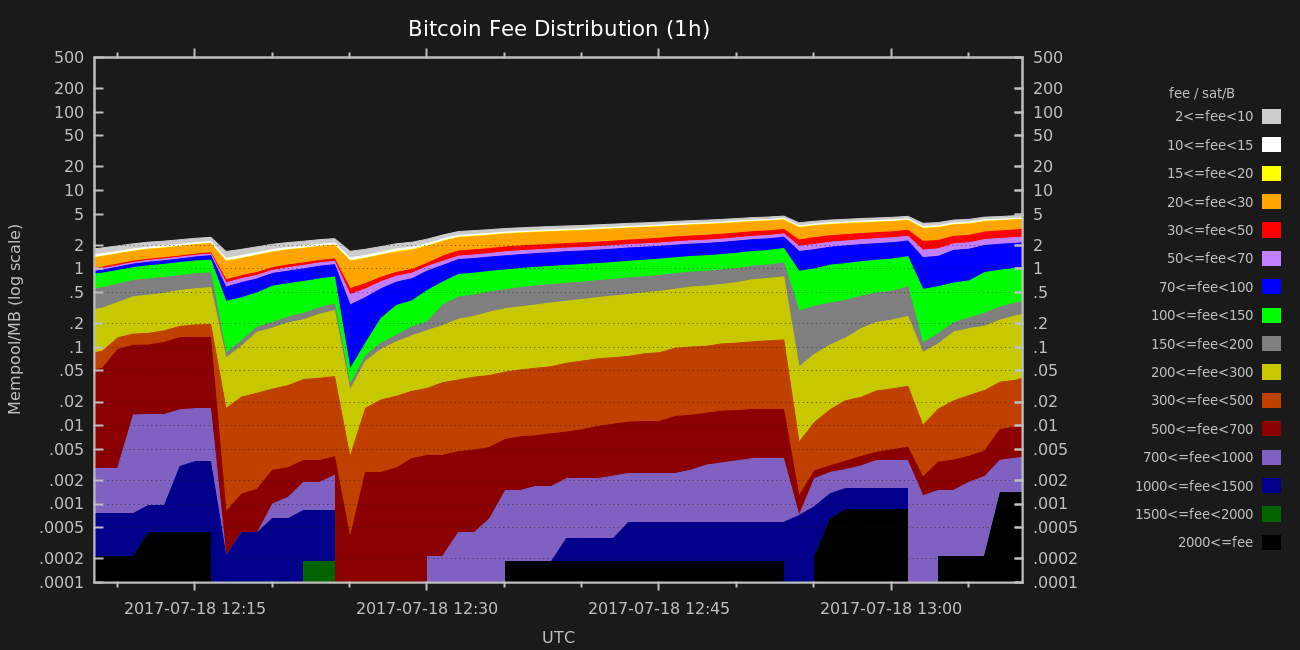 Bitcoin Fee Distribution (1h)
Mempool/MB (log scale)
500
200
100
50
20
10
5
2
1
.5
.2
.1
.05
.02
.01
.005
.002
.001
.0005
.0002
.0001
500
200
100
50
20
10
5
2
1
.5
.2
.1
.05
.02
.01
.005
.002
.001
.0005
.0002
.0001
2017-07-18 12:15
2017-07-18 12:30
2017-07-18 12:45
2017-07-18 13:00
UTC
fee / sat/B
2<=fee<10
10<=fee<15
15<=fee<20
20<=fee<30
30<=fee<50
50<=fee<70
70<=fee<100
100<=fee<150
150<=fee<200
200<=fee<300
300<=fee<500
500<=fee<700
700<=fee<1000
1000<=fee<1500
1500<=fee<2000
2000<=fee